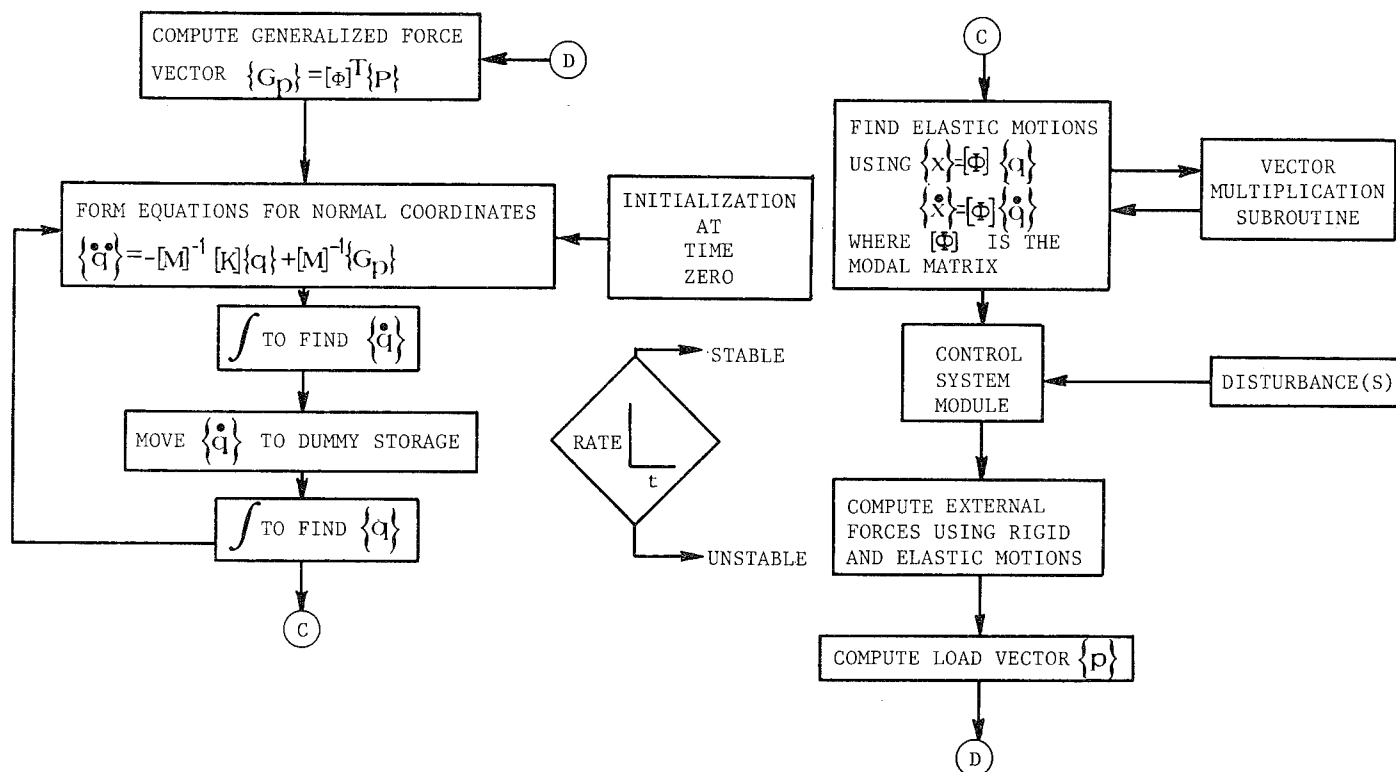 COMPUTE GENERALIZED FORCE
VECTOR {Gp} = [Φ]ᵀ{P}
D
FORM EQUATIONS FOR NORMAL COORDINATES
{q̈} = -[M]⁻¹ [K]{q} + [M]⁻¹{Gp}
INITIALIZATION
AT
TIME
ZERO
∫ TO FIND {q̇}
MOVE {q̇} TO DUMMY STORAGE
∫ TO FIND {q}
C
STABLE
RATE
t
UNSTABLE
C
FIND ELASTIC MOTIONS
USING {x} = [Φ] {q}
{ẋ} = [Φ] {q̇}
WHERE [Φ] IS THE
MODAL MATRIX
VECTOR
MULTIPLICATION
SUBROUTINE
CONTROL
SYSTEM
MODULE
DISTURBANCE(S)
COMPUTE EXTERNAL
FORCES USING RIGID
AND ELASTIC MOTIONS
COMPUTE LOAD VECTOR {p}
D